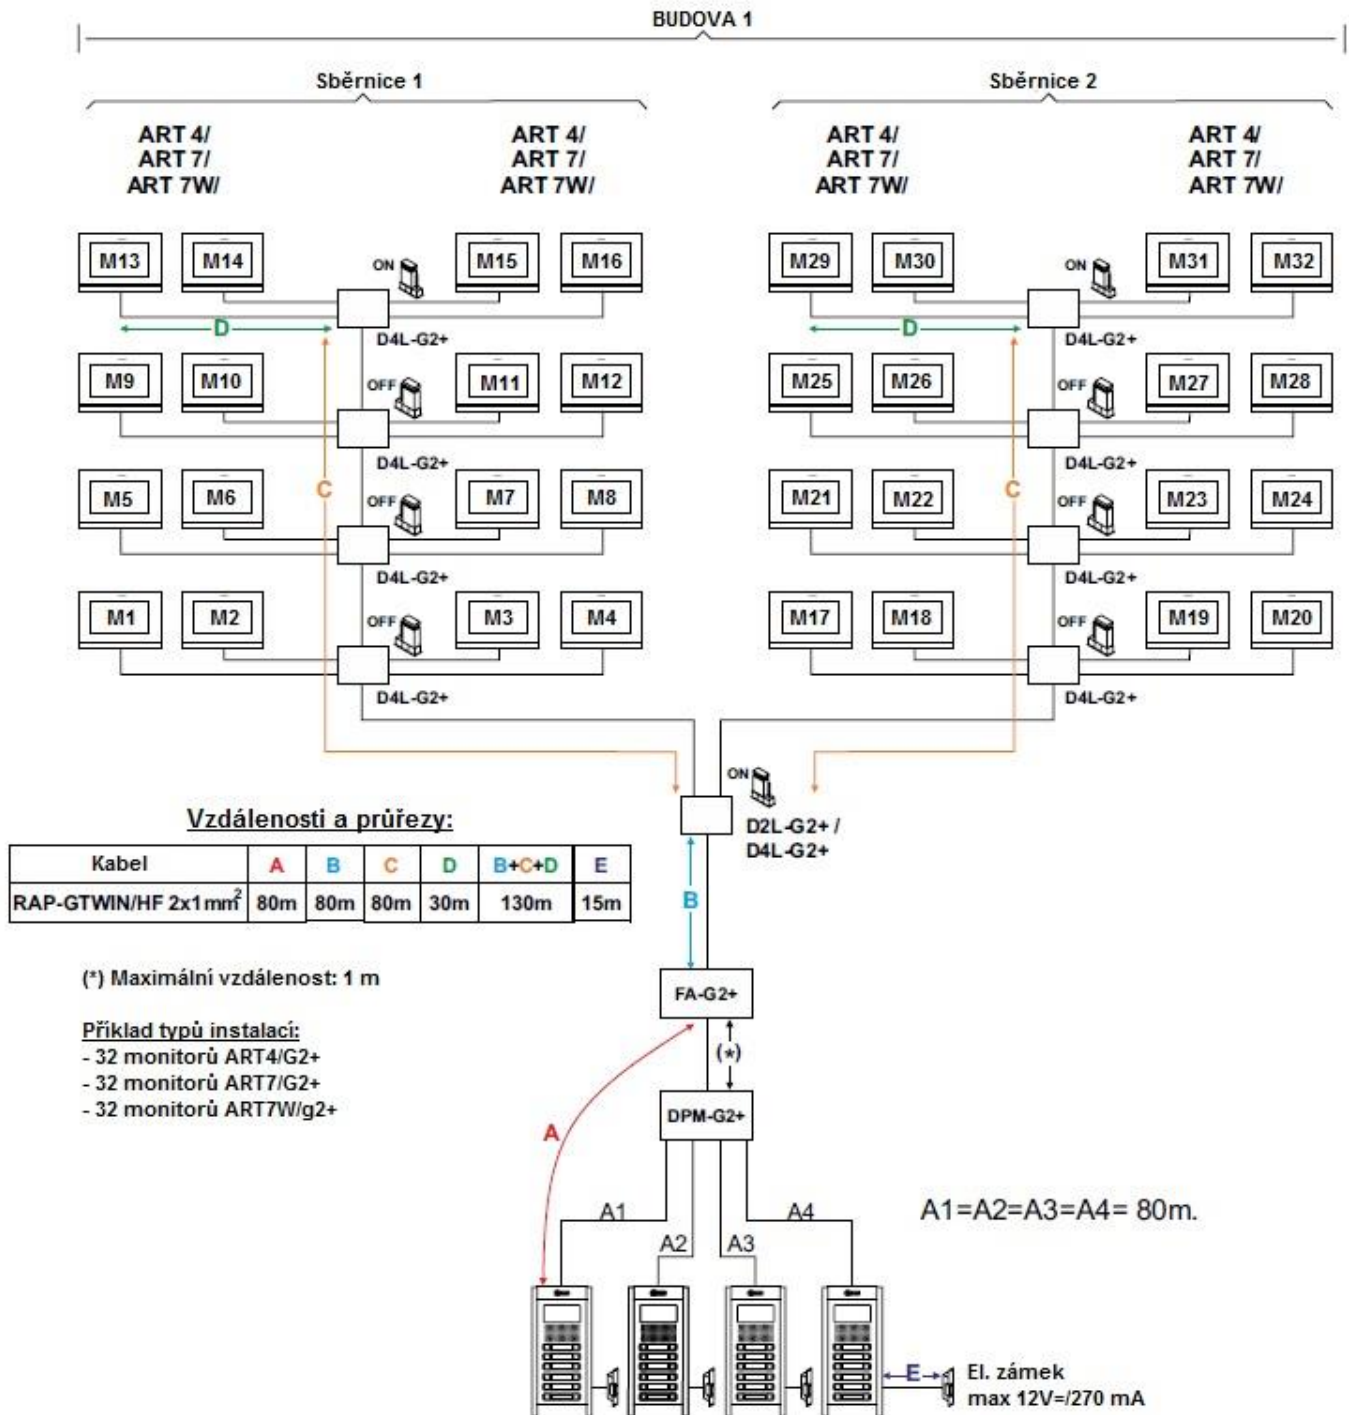 BUDOVA 1
Sběrnice 1
Sběrnice 2
ART 4/
ART 7/
ART 7W/
ART 4/
ART 7/
ART 7W/
ART 4/
ART 7/
ART 7W/
ART 4/
ART 7/
ART 7W/
M13 M14 ON M15 M16 M29 M30 ON M31 M32
D D4L-G2+ D D4L-G2+
M9 M10 OFF M11 M12 M25 M26 OFF M27 M28
D4L-G2+ D4L-G2+
C C
M5 M6 OFF M7 M8 M21 M22 OFF M23 M24
D4L-G2+ D4L-G2+
M1 M2 OFF M3 M4 M17 M18 OFF M19 M20
D4L-G2+ D4L-G2+
ON
D2L-G2+ /
D4L-G2+
Vzdálenosti a průřezy:
Kabel A B C D B+C+D E
RAP-GTWIN/HF 2x1mm² 80m 80m 80m 30m 130m 15m
B
(*) Maximální vzdálenost: 1 m
FA-G2+
(*)
Příklad typů instalací:
- 32 monitorů ART4/G2+
- 32 monitorů ART7/G2+
- 32 monitorů ART7W/g2+
DPM-G2+
A
A1 A2 A3 A4
A1=A2=A3=A4= 80m.
E
El. zámek
max 12V=/270 mA